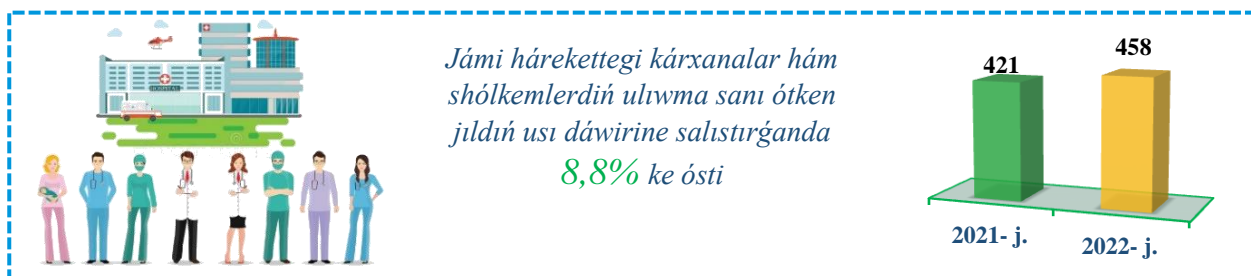 Jámi hárekettegi kárxanalar hám
shólkemlerdiń ulıwma sanı ótken
jıldıń usı dáwirine salıstırǵanda
8,8% ke ósti
421
458
2021- j.
2022- j.